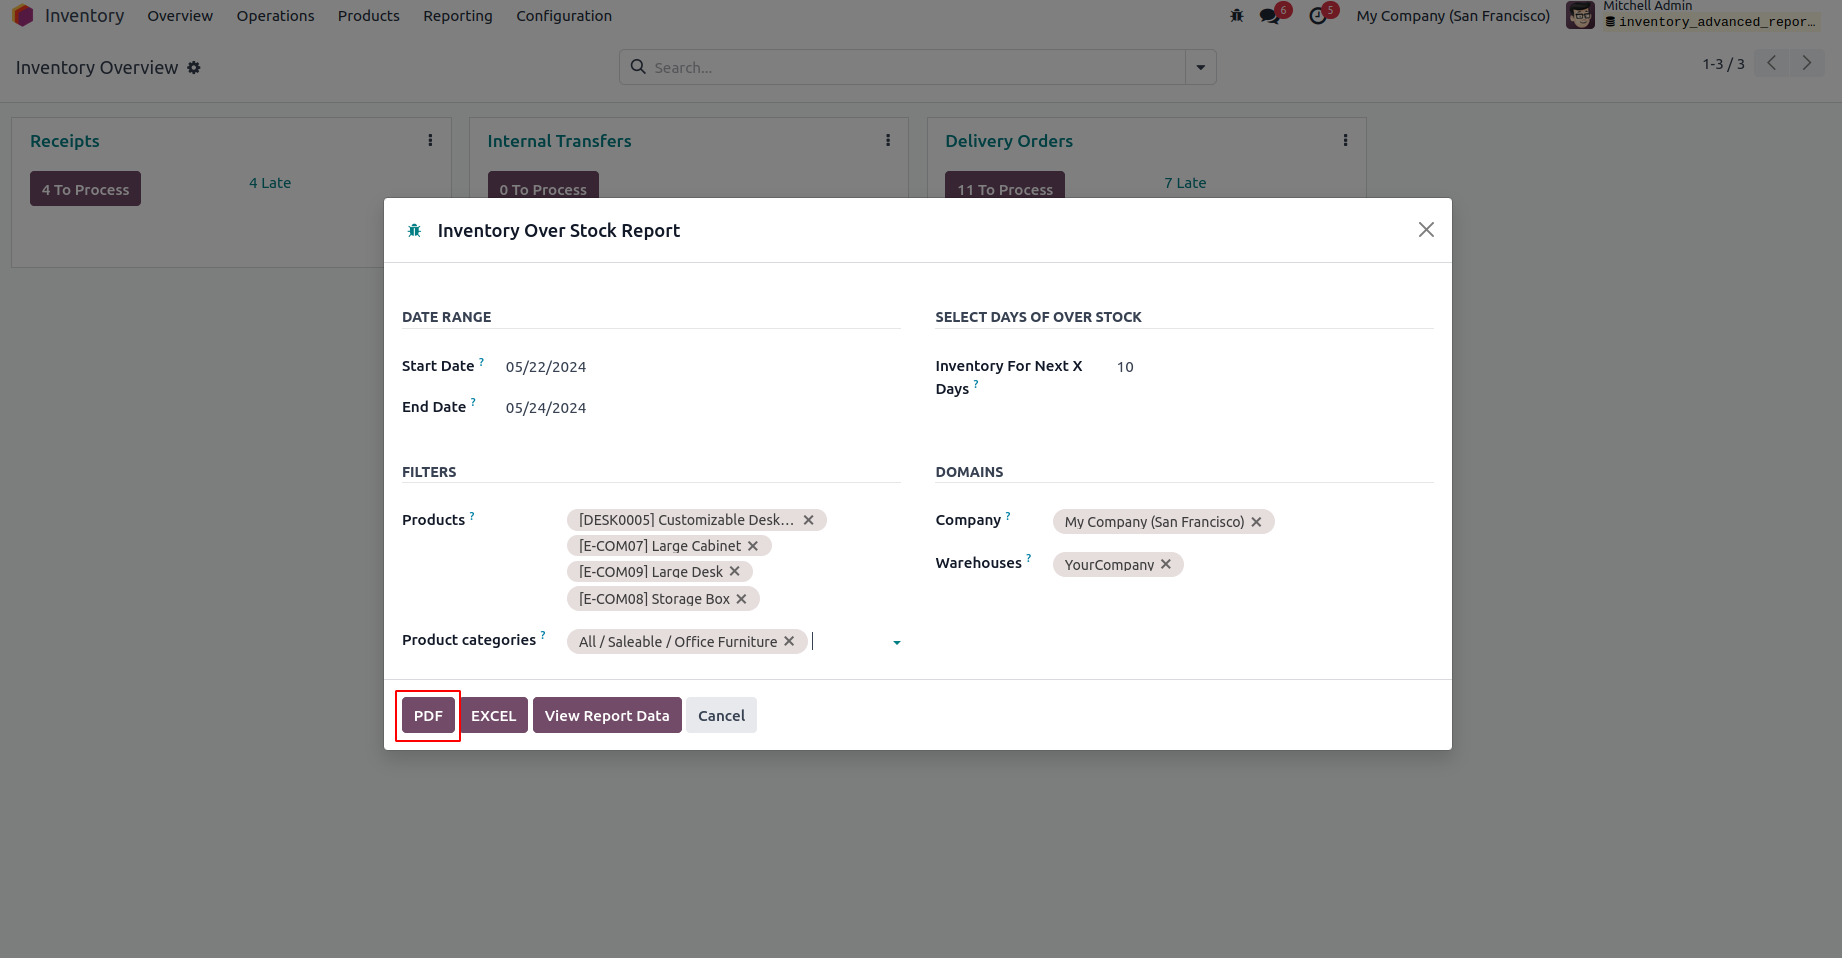 Inventory Overview Operations Products Reporting Configuration 6 5 My Company (San Francisco) Mitchell Admin
inventory_advanced_repor...
Inventory Overview Search... 1-3 / 3
Receipts Internal Transfers Delivery Orders
4 To Process 4 Late 0 To Process 11 To Process 7 Late
Inventory Over Stock Report
DATE RANGE SELECT DAYS OF OVER STOCK
Start Date ? 05/22/2024 Inventory For Next X
Days ? 10
End Date ? 05/24/2024
FILTERS DOMAINS
Products ? [DESK0005] Customizable Desk... Company ? My Company (San Francisco)
[E-COM07] Large Cabinet
[E-COM09] Large Desk Warehouses ? YourCompany
[E-COM08] Storage Box
Product categories ? All / Saleable / Office Furniture
PDF EXCEL View Report Data Cancel